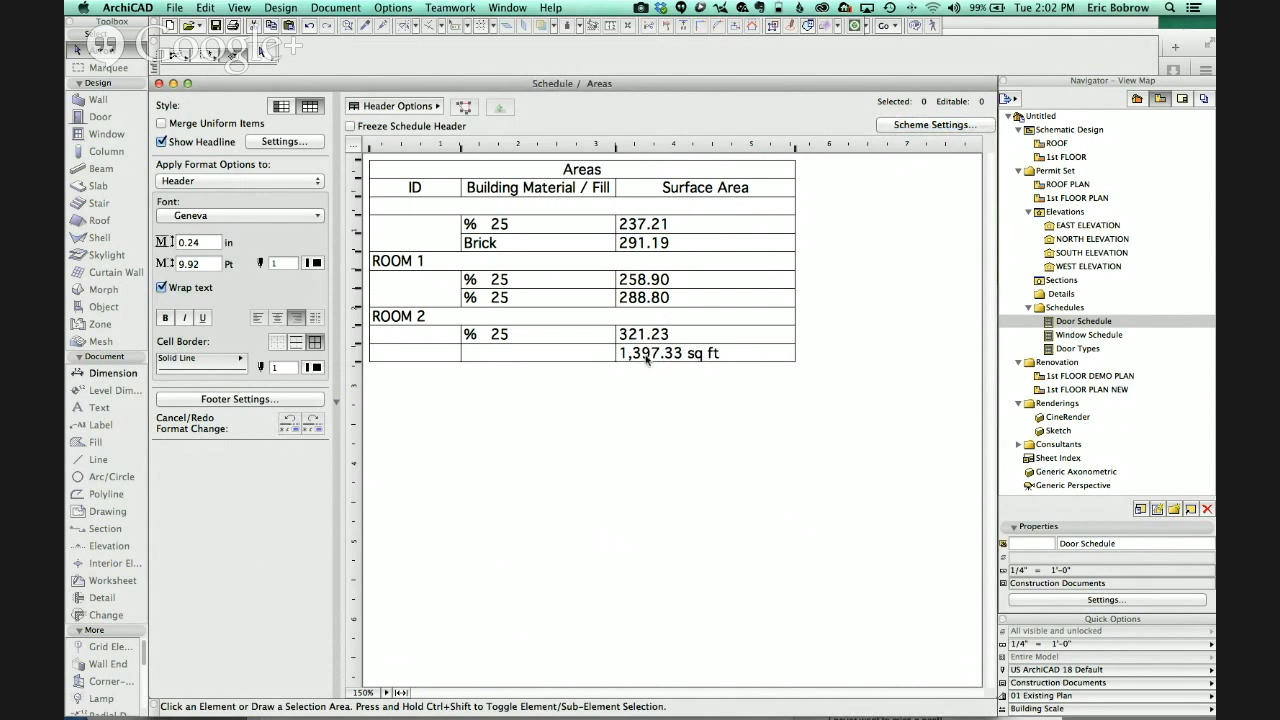 ArchiCAD File Edit View Design Document Options Teamwork Window Help 99% Tue 2:02 PM Eric Bobrow
Toolbox
Google+
Marquee
Design
Wall
Door
Window
Column
Beam
Slab
Stair
Roof
Shell
Skylight
Curtain Wall
Morph
Object
Zone
Mesh
Document
Dimension
Level Dim...
Text
Label
Fill
Line
Arc/Circle
Polyline
Drawing
Section
Elevation
Interior El...
Worksheet
Detail
Change
More
Grid Ele...
Wall End
Corner-...
Lamp
Go
Schedule / Areas
Style:
Merge Uniform Items
Show Headline Settings...
Apply Format Options to:
Header
Font:
Geneva
0.24 in
9.92 Pt 1
Wrap text
B I U
Cell Border:
Solid Line
1
Footer Settings...
Cancel/Redo
Format Change:
Header Options
Selected: 0 Editable: 0
Freeze Schedule Header
Scheme Settings...
1 2 3 4 5 6 7
Areas
ID Building Material / Fill Surface Area
% 25 237.21
Brick 291.19
ROOM 1
% 25 258.90
% 25 288.80
ROOM 2
% 25 321.23
1,397.33 sq ft
150%
Click an Element or Draw a Selection Area. Press and Hold Ctrl+Shift to Toggle Element/Sub-Element Selection.
Navigator - View Map
Untitled
Schematic Design
ROOF
1st FLOOR
Permit Set
ROOF PLAN
1st FLOOR PLAN
Elevations
EAST ELEVATION
NORTH ELEVATION
SOUTH ELEVATION
WEST ELEVATION
Sections
Details
Schedules
Door Schedule
Window Schedule
Door Types
Renovation
1st FLOOR DEMO PLAN
1st FLOOR PLAN NEW
Renderings
CineRender
Sketch
Consultants
Sheet Index
Generic Axonometric
Generic Perspective
Properties
Door Schedule
1/4" = 1'-0"
Construction Documents
Settings...
Quick Options
All visible and unlocked
1/4" = 1'-0"
Entire Model
US ArchiCAD 18 Default
Construction Documents
01 Existing Plan
Building Scale